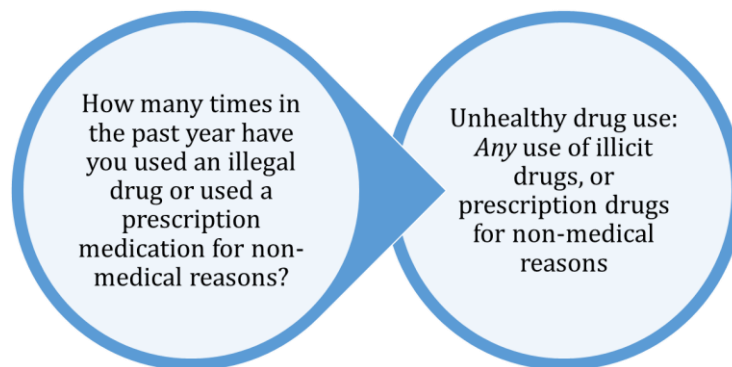 How many times in
the past year have
you used an illegal
drug or used a
prescription
medication for non-
medical reasons?
Unhealthy drug use:
Any use of illicit
drugs, or
prescription drugs
for non-medical
reasons